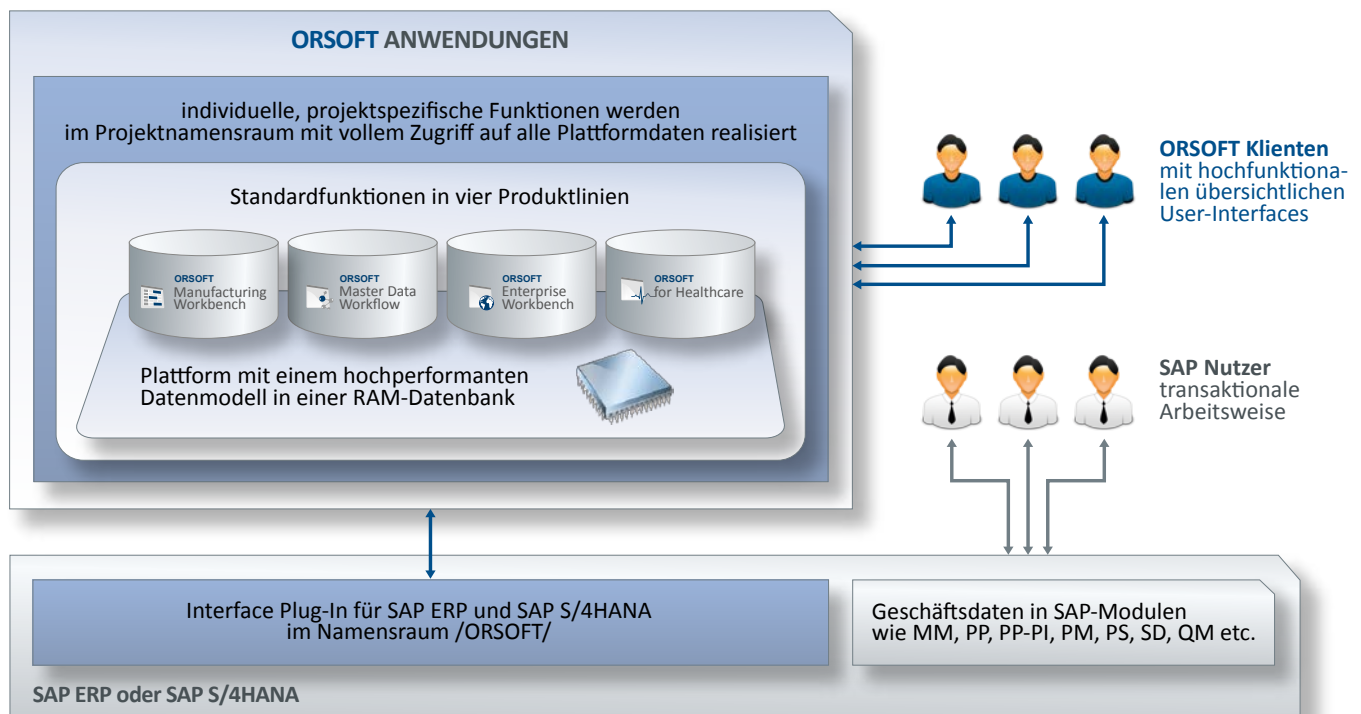 ORSOFT ANWENDUNGEN
individuelle, projektspezifische Funktionen werden
im Projektnamensraum mit vollem Zugriff auf alle Plattformdaten realisiert
Standardfunktionen in vier Produktlinien
ORSOFT
Manufacturing
Workbench
ORSOFT
Master Data
Workflow
ORSOFT
Enterprise
Workbench
ORSOFT
for Healthcare
Plattform mit einem hochperformanten
Datenmodell in einer RAM-Datenbank
ORSOFT Klienten
mit hochfunktiona-
len übersichtlichen
User-Interfaces
SAP Nutzer
transaktionale
Arbeitsweise
Interface Plug-In für SAP ERP und SAP S/4HANA
im Namensraum /ORSOFT/
Geschäftsdaten in SAP-Modulen
wie MM, PP, PP-PI, PM, PS, SD, QM etc.
SAP ERP oder SAP S/4HANA